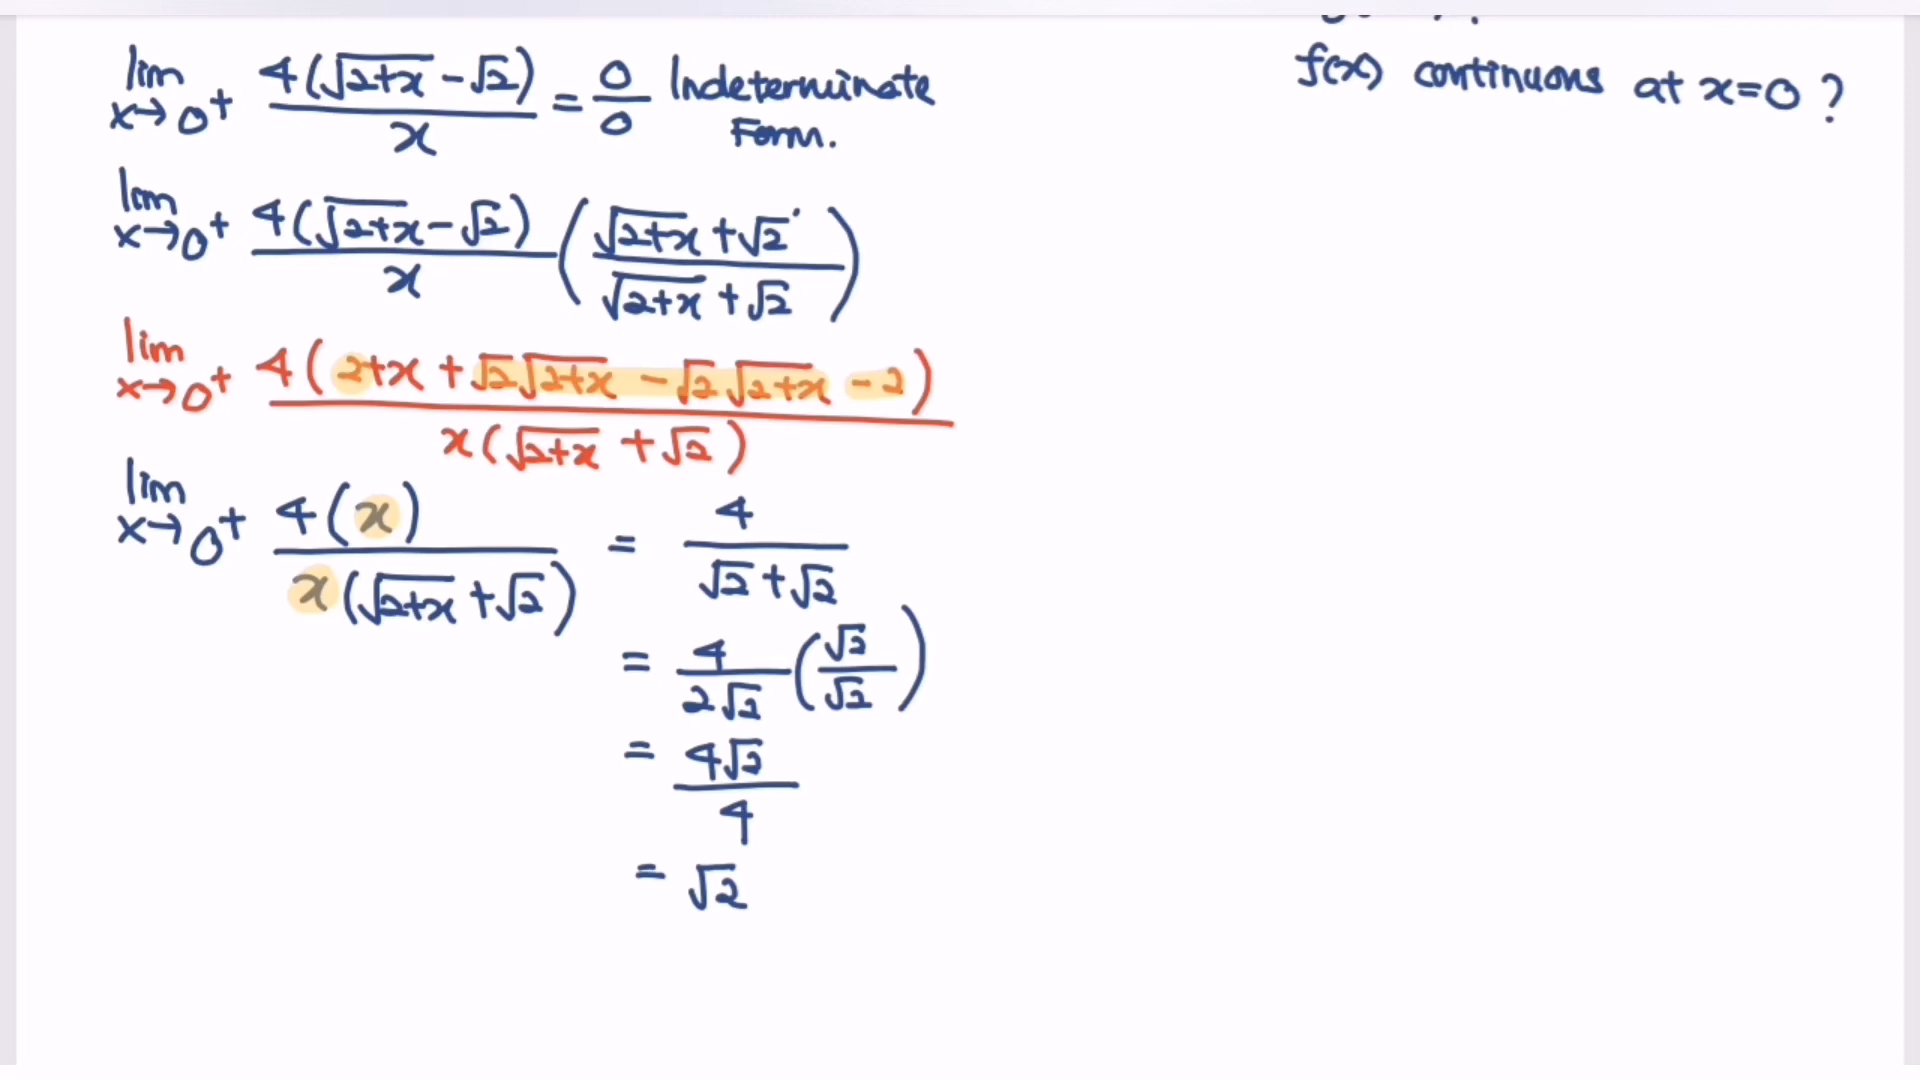 lim x→0⁺ 4(√(2+x) − √2) / x = 0/0 Indeterminate Form.
f(x) continuous at x=0 ?
lim x→0⁺ 4(√(2+x) − √2) / x ( (√(2+x) + √2) / (√(2+x) + √2) )
lim x→0⁺ 4(2+x + √2√(2+x) − √2√(2+x) − 2) / x(√(2+x) + √2)
lim x→0⁺ 4(x) / x(√(2+x) + √2) = 4 / (√2 + √2)
= 4 / 2√2 (√2 / √2)
= 4√2 / 4
= √2